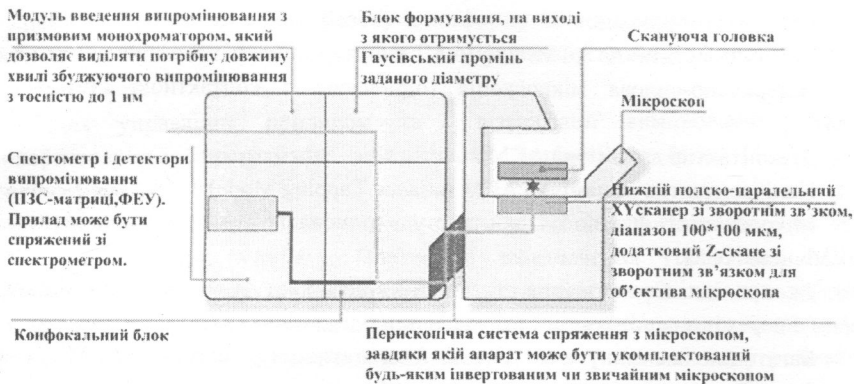 Модуль введення випромінювання з
призмовим монохроматором, який
дозволяє виділяти потрібну довжину
хвилі збуджуючого випромінювання
з тосністю до 1 нм
Блок формування, на виході
з якого отримується
Гаусівський промінь
заданого діаметру
Скануюча головка
Мікроскоп
Спектометр і детектори
випромінювання
(ПЗС-матриці,ФЕУ).
Прилад може бути
спряжений зі
спектрометром.
Нижній полско-паралельний
XYсканер зі зворотнім зв’язком,
діапазон 100*100 мкм,
додатковий Z-скане зі
зворотним зв’язком для
об’єктива мікроскопа
Конфокальний блок
Перископічна система спряження з мікроскопом,
завдяки якій апарат може бути укомплектований
будь-яким інвертованим чи звичайним мікроскопом